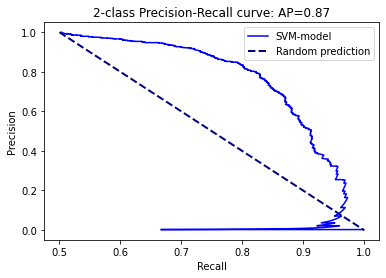 2-class Precision-Recall curve: AP=0.87
SVM-model
Random prediction
Precision
1.0
0.8
0.6
0.4
0.2
0.0
0.5
0.6
0.7
0.8
0.9
1.0
Recall